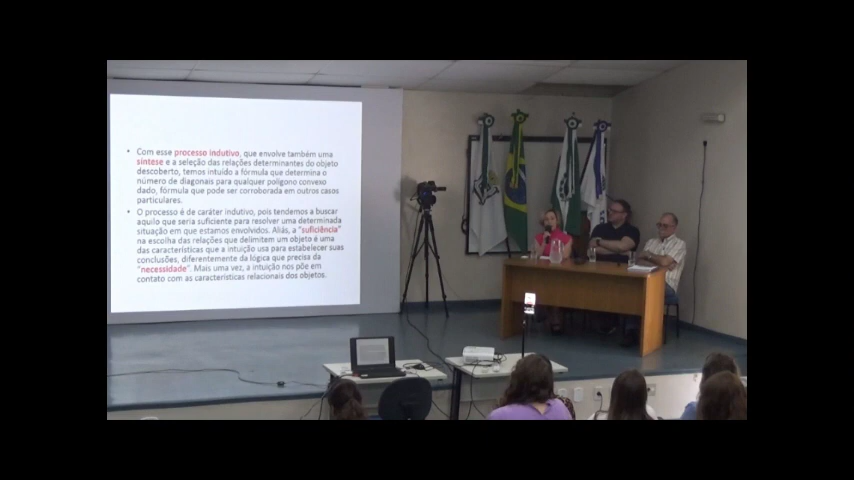 • Com esse processo indutivo, que envolve também uma
síntese e a seleção das relações determinantes do objeto
descoberto, temos intuído a fórmula que determina o
número de diagonais para qualquer polígono convexo
dado, fórmula que pode ser corroborada em outros casos
particulares.
• O processo é de caráter indutivo, pois tendemos a buscar
aquilo que seria suficiente para resolver uma determinada
situação em que estamos envolvidos. Aliás, a "suficiência"
na escolha das relações que delimitem um objeto é uma
das características que a intuição usa para estabelecer suas
conclusões, diferentemente da lógica que precisa da
"necessidade". Mais uma vez, a intuição nos põe em
contato com as características relacionais dos objetos.